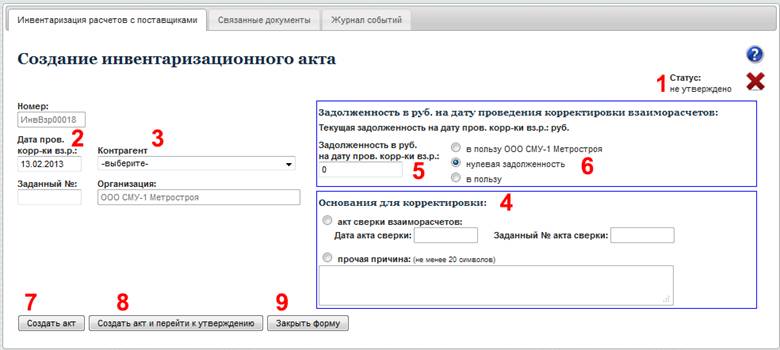 Инвентаризация расчетов с поставщиками
Связанные документы
Журнал событий
Создание инвентаризационного акта
?
1
Статус:
не утверждено
Номер:
ИнвВзр00018
2
3
Дата пров.
корр-ки вз.р.:
Контрагент
13.02.2013
-выберите-
Заданный №:
Организация:
ООО СМУ-1 Метрострой
Задолженность в руб. на дату проведения корректировки взаиморасчетов:
Текущая задолженность на дату пров. корр-ки вз.р.: руб.
Задолженность в руб.
на дату пров. корр-ки вз.р.:
0
5
в пользу ООО СМУ-1 Метростроя
нулевая задолженность
в пользу
6
Основания для корректировки:
4
акт сверки взаиморасчетов:
Дата акта сверки:
Заданный № акта сверки:
прочая причина: (не менее 20 символов)
7
8
9
Создать акт
Создать акт и перейти к утверждению
Закрыть форму